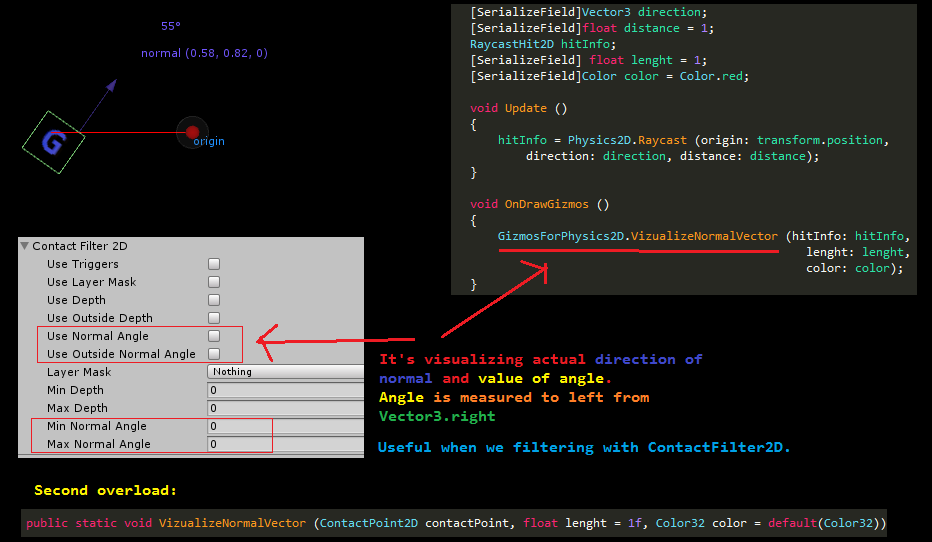 55°
normal (0.58, 0.82, 0)
G
origin
[SerializeField]Vector3 direction;
[SerializeField]float distance = 1;
RaycastHit2D hitInfo;
[SerializeField] float lenght = 1;
[SerializeField]Color color = Color.red;
void Update ()
{
hitInfo = Physics2D.Raycast (origin: transform.position,
direction: direction, distance: distance);
}
void OnDrawGizmos ()
{
GizmosForPhysics2D.VizualizeNormalVector (hitInfo: hitInfo,
lenght: lenght,
color: color);
}
Contact Filter 2D
Use Triggers
Use Layer Mask
Use Depth
Use Outside Depth
Use Normal Angle
Use Outside Normal Angle
Layer Mask Nothing
Min Depth 0
Max Depth 0
Min Normal Angle 0
Max Normal Angle 0
It's visualizing actual direction of
normal and value of angle.
Angle is measured to left from
Vector3.right
Useful when we filtering with ContactFilter2D.
Second overload:
public static void VizualizeNormalVector (ContactPoint2D contactPoint, float lenght = 1f, Color32 color = default(Color32))